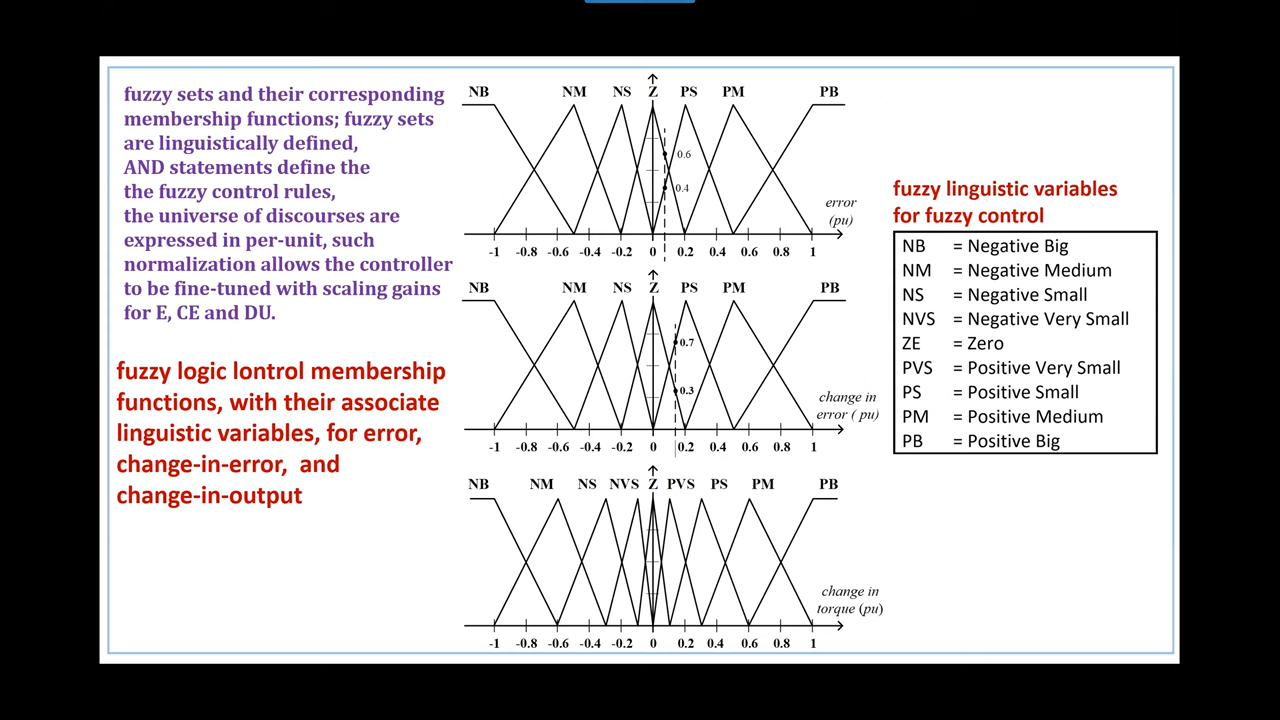 fuzzy sets and their corresponding
membership functions; fuzzy sets
are linguistically defined,
AND statements define the
the fuzzy control rules,
the universe of discourses are
expressed in per-unit, such
normalization allows the controller
to be fine-tuned with scaling gains
for E, CE and DU.
fuzzy logic lontrol membership
functions, with their associate
linguistic variables, for error,
change-in-error, and
change-in-output
NB NM NS Z PS PM PB
0.6
0.4
error
(pu)
-1 -0.8 -0.6 -0.4 -0.2 0 0.2 0.4 0.6 0.8 1
NB NM NS Z PS PM PB
0.7
0.3
change in
error ( pu)
-1 -0.8 -0.6 -0.4 -0.2 0 0.2 0.4 0.6 0.8 1
NB NM NS NVS Z PVS PS PM PB
change in
torque (pu)
-1 -0.8 -0.6 -0.4 -0.2 0 0.2 0.4 0.6 0.8 1
fuzzy linguistic variables
for fuzzy control
NB = Negative Big
NM = Negative Medium
NS = Negative Small
NVS = Negative Very Small
ZE = Zero
PVS = Positive Very Small
PS = Positive Small
PM = Positive Medium
PB = Positive Big